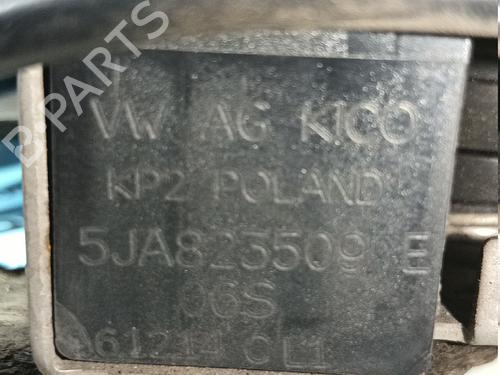 VW AG KICO
KP2 POLAND
5JA823509 E
06S
B-PARTS